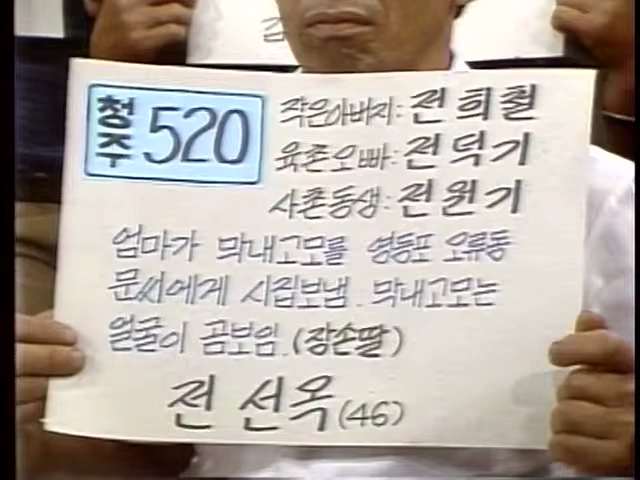 청주 520
작은아버지: 전희철
육촌오빠: 전덕기
사촌동생: 전원기
엄마가 막내고모를 영등포 오류동
문씨에게 시집보냄. 막내고모는
얼굴이 곰보임. (장손딸)
전선옥(46)